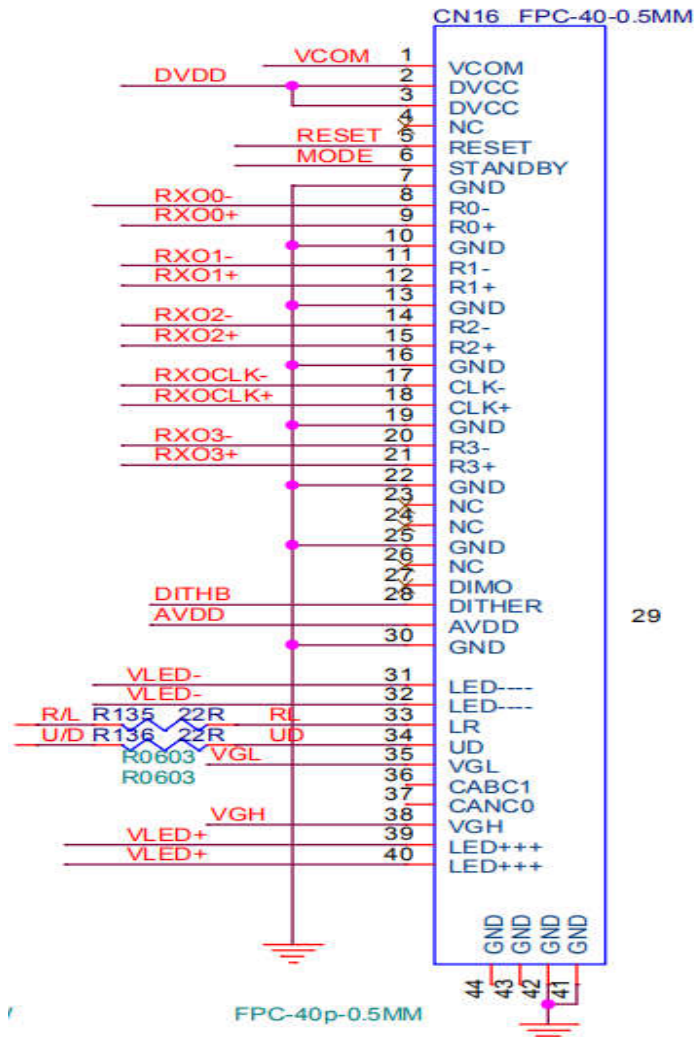 CN16 FPC-40-0.5MM
VCOM 1 VCOM
DVDD 2 DVCC
3 DVCC
4 NC
RESET 5 RESET
MODE 6 STANDBY
7 GND
RXO0- 8 R0-
RXO0+ 9 R0+
10 GND
RXO1- 11 R1-
RXO1+ 12 R1+
13 GND
RXO2- 14 R2-
RXO2+ 15 R2+
16 GND
RXOCLK- 17 CLK-
RXOCLK+ 18 CLK+
19 GND
RXO3- 20 R3-
RXO3+ 21 R3+
22 GND
23 NC
24 NC
25 GND
26 NC
27 DIMO
DITHB 28 DITHER
AVDD AVDD 29
30 GND
VLED- 31 LED----
VLED- 32 LED----
R/L R135 22R RL 33 LR
U/D R136 22R UD 34 UD
R0603 VGL 35 VGL
R0603 36 CABC1
37 CANC0
VGH 38 VGH
VLED+ 39 LED+++
VLED+ 40 LED+++
GND GND GND GND
44 43 42 41
FPC-40p-0.5MM